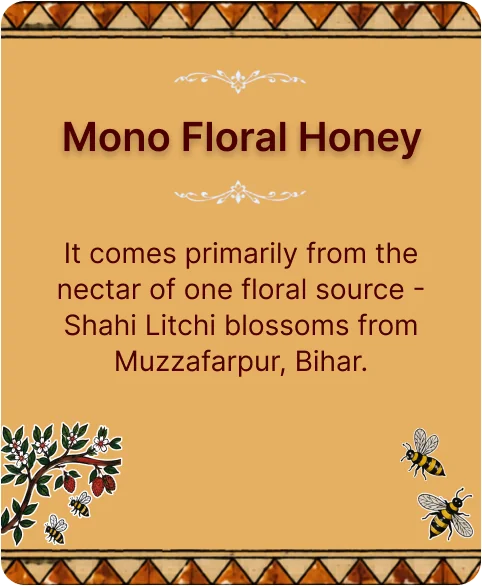 Mono Floral Honey
It comes primarily from the
nectar of one floral source -
Shahi Litchi blossoms from
Muzzafarpur, Bihar.